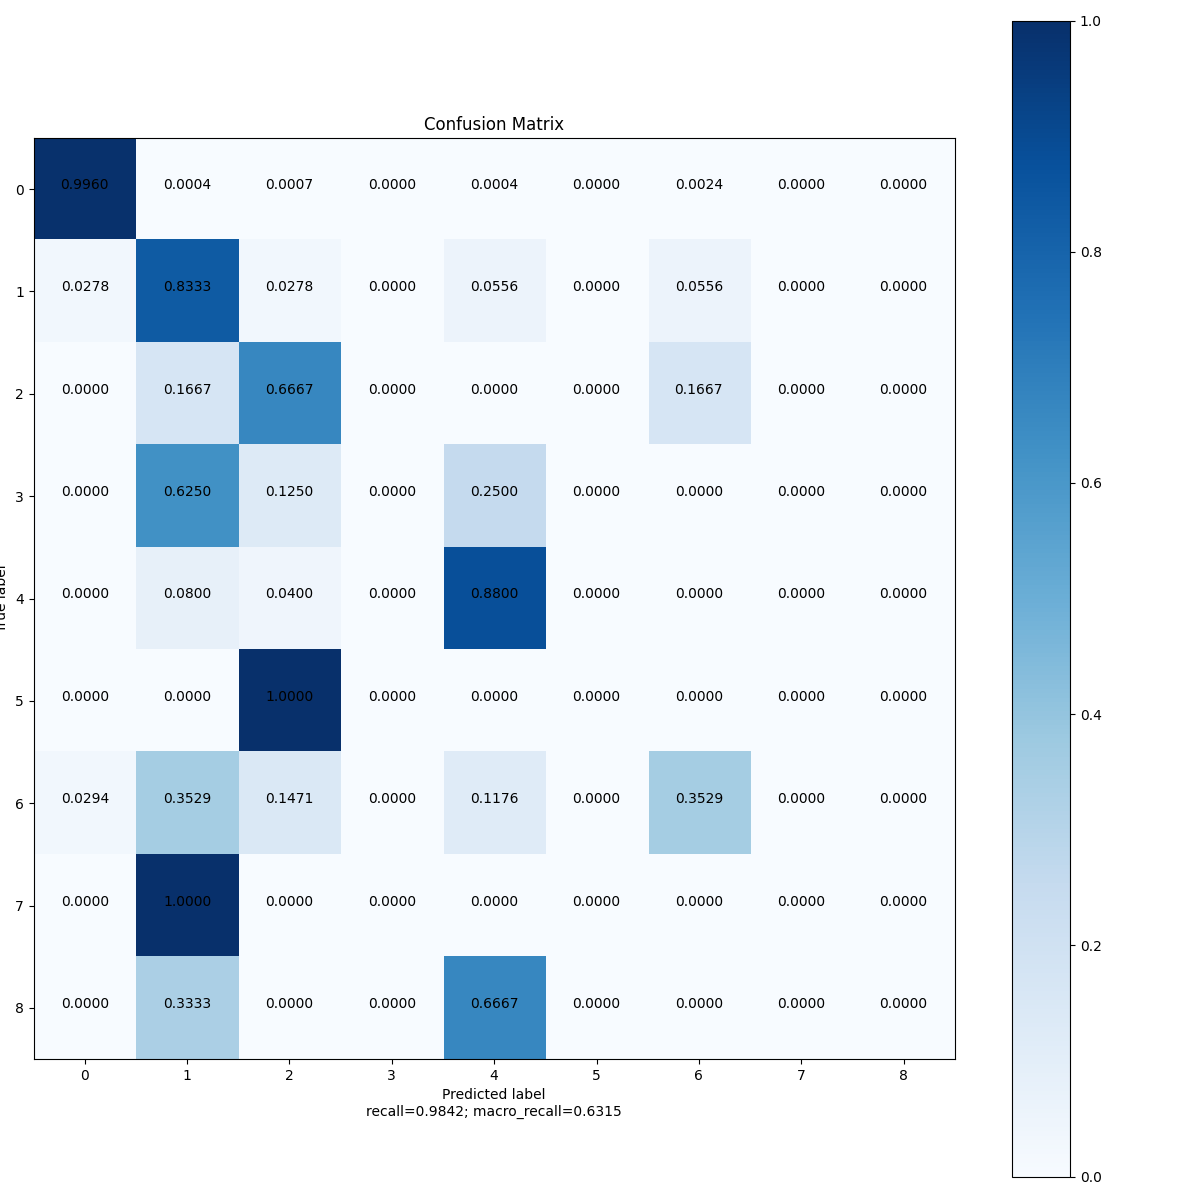 Confusion Matrix
0 0.9960 0.0004 0.0007 0.0000 0.0004 0.0000 0.0024 0.0000 0.0000
1 0.0278 0.8333 0.0278 0.0000 0.0556 0.0000 0.0556 0.0000 0.0000
2 0.0000 0.1667 0.6667 0.0000 0.0000 0.0000 0.1667 0.0000 0.0000
3 0.0000 0.6250 0.1250 0.0000 0.2500 0.0000 0.0000 0.0000 0.0000
4 0.0000 0.0800 0.0400 0.0000 0.8800 0.0000 0.0000 0.0000 0.0000
5 0.0000 0.0000 1.0000 0.0000 0.0000 0.0000 0.0000 0.0000 0.0000
6 0.0294 0.3529 0.1471 0.0000 0.1176 0.0000 0.3529 0.0000 0.0000
7 0.0000 1.0000 0.0000 0.0000 0.0000 0.0000 0.0000 0.0000 0.0000
8 0.0000 0.3333 0.0000 0.0000 0.6667 0.0000 0.0000 0.0000 0.0000
0 1 2 3 4 5 6 7 8
Predicted label
recall=0.9842; macro_recall=0.6315
label
1.0
0.8
0.6
0.4
0.2
0.0